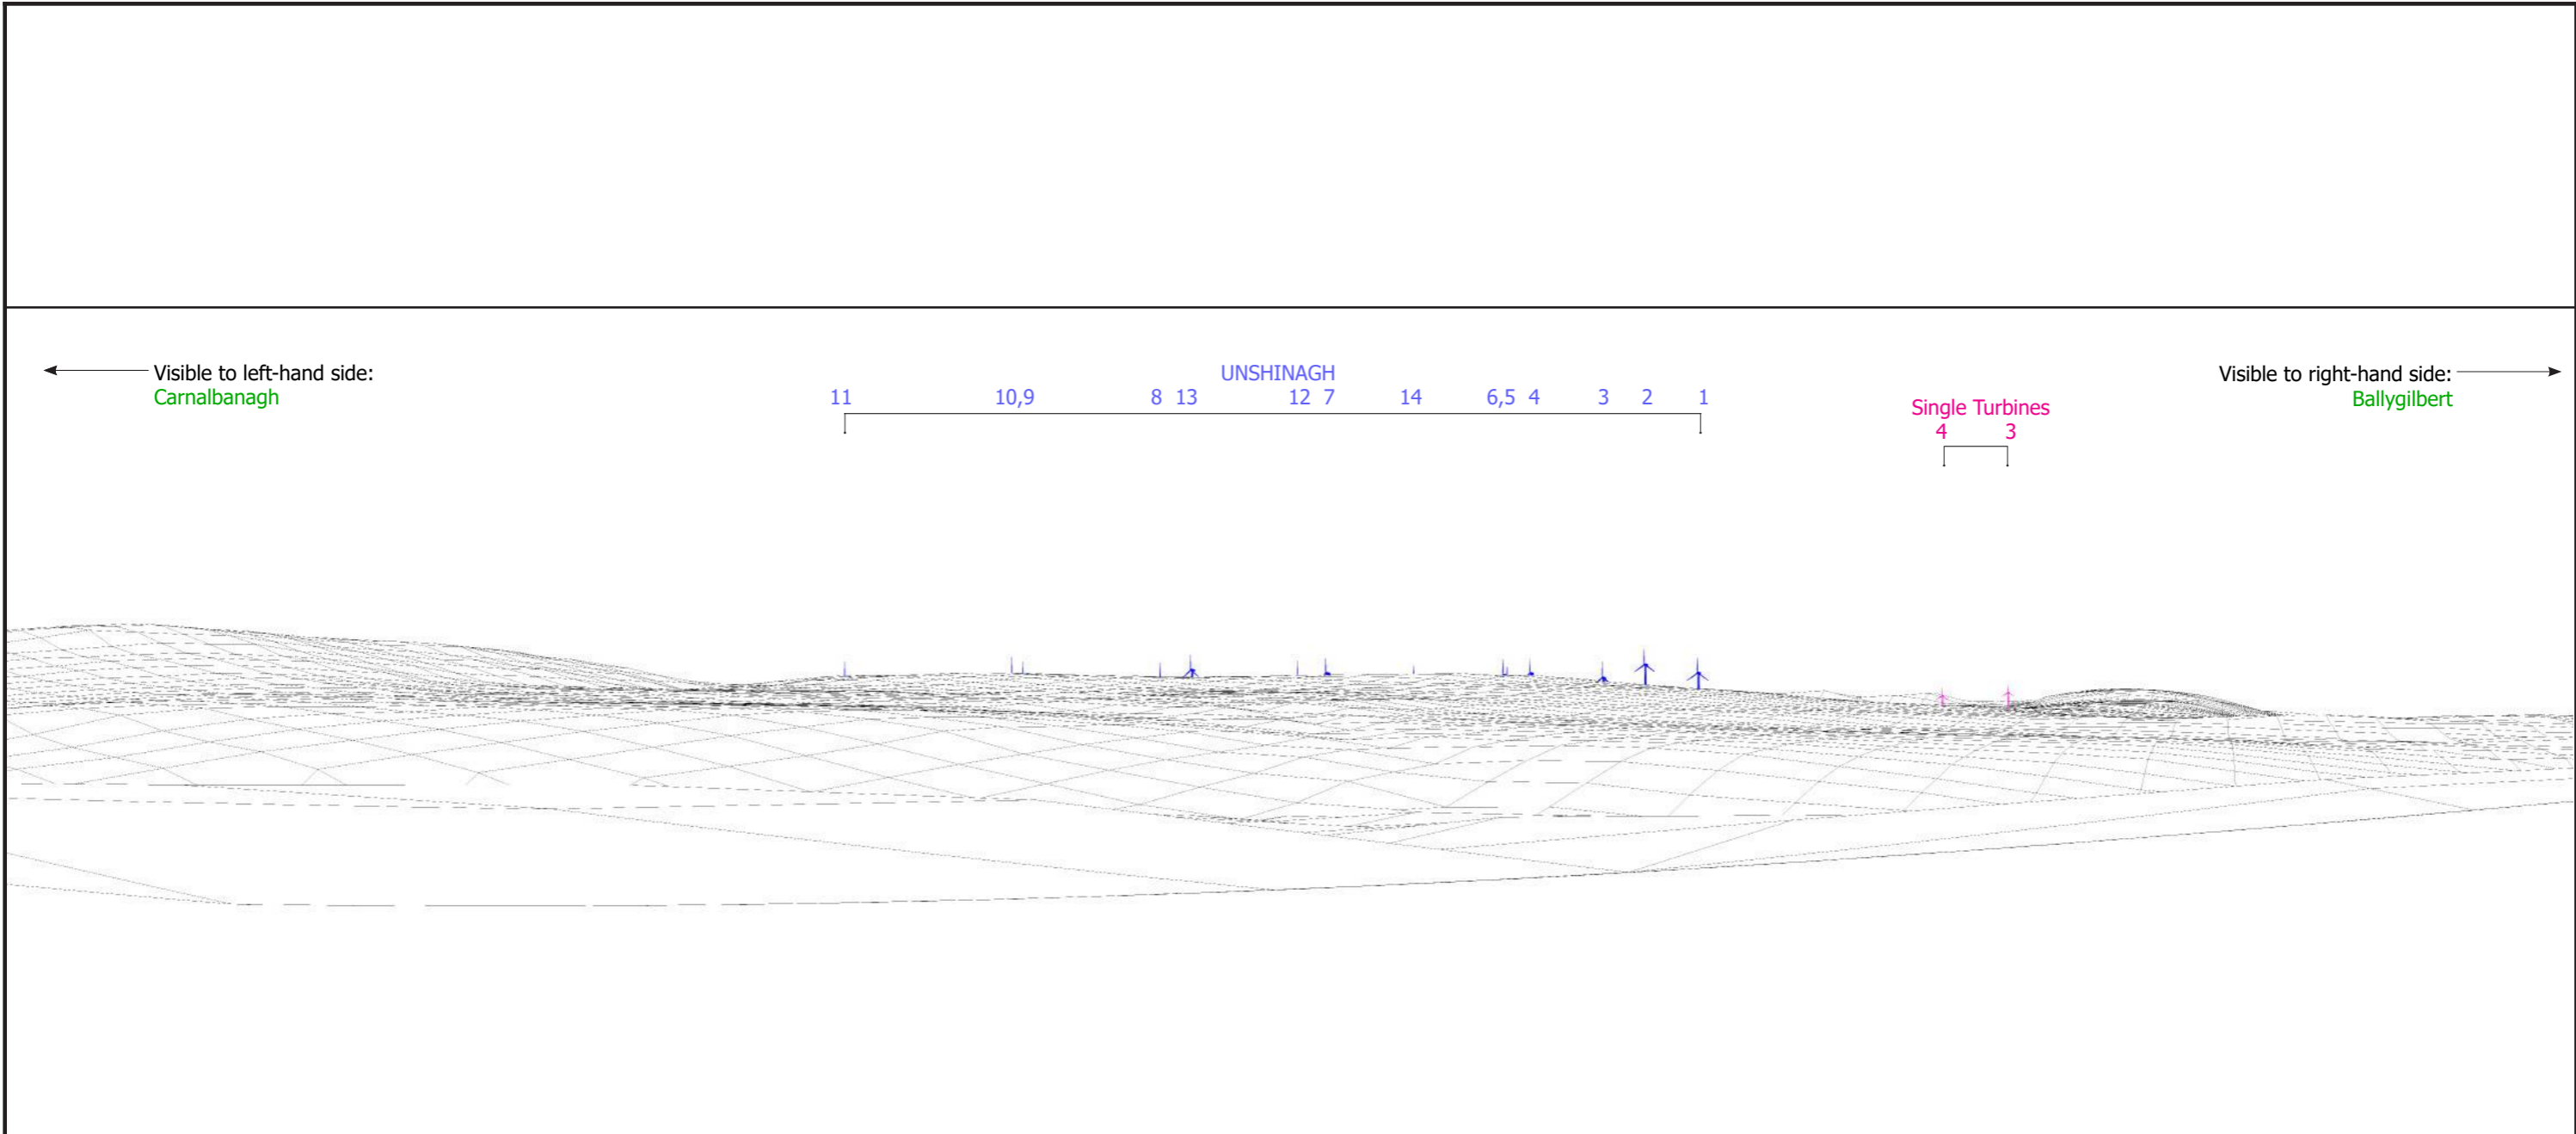 Visible to left-hand side:
Carnalbanagh
UNSHINAGH
11 10,9 8 13 12 7 14 6,5 4 3 2 1
Single Turbines
4 3
Visible to right-hand side:
Ballygilbert